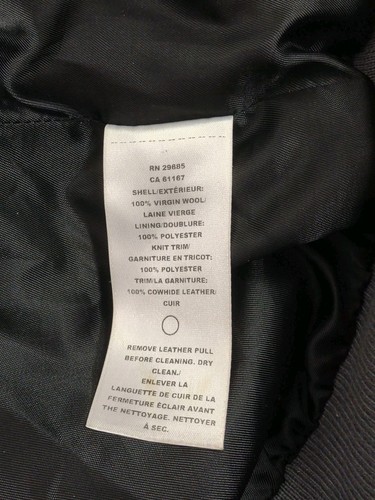 RN 29685
CA 61167
SHELL/EXTÉRIEUR:
100% VIRGIN WOOL/
LAINE VIERGE
LINING/DOUBLURE:
100% POLYESTER
KNIT TRIM/
GARNITURE EN TRICOT:
100% POLYESTER
TRIM/LA GARNITURE:
100% COWHIDE LEATHER/
CUIR
REMOVE LEATHER PULL
BEFORE CLEANING. DRY
CLEAN./
ENLEVER LA
LANGUETTE DE CUIR DE LA
FERMETURE ÉCLAIR AVANT
THE NETTOYAGE. NETTOYER
À SEC.